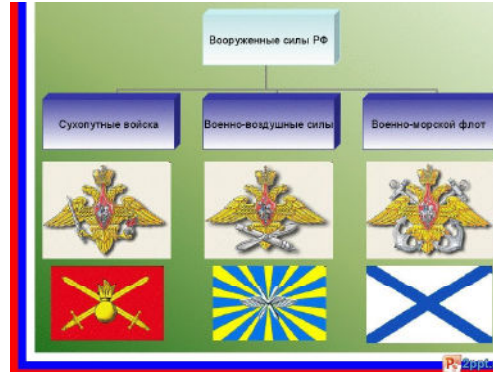 Вооруженные силы РФ
Сухопутные войска
Военно-воздушные силы
Военно-морской флот
2ppt.